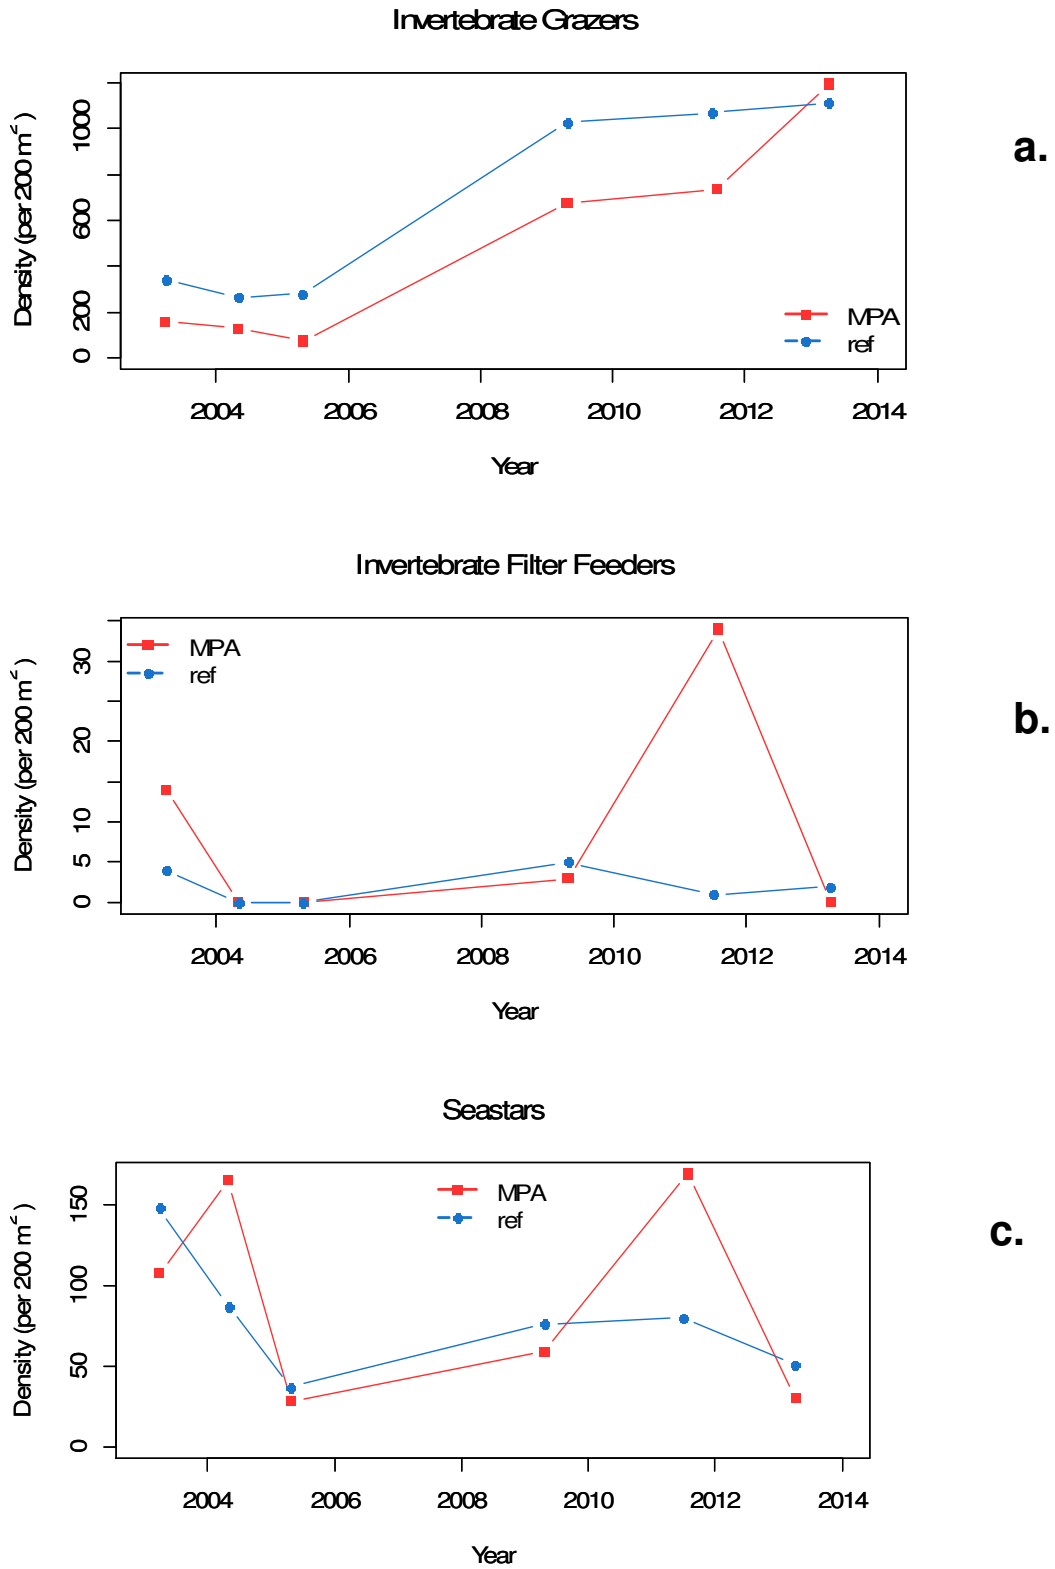 Invertebrate Grazers
a.
Density (per 200 m²)
1000
600
200
0
MPA
ref
2004 2006 2008 2010 2012 2014
Year
Invertebrate Filter Feeders
b.
Density (per 200 m²)
30
20
10
5
0
MPA
ref
2004 2006 2008 2010 2012 2014
Year
Seastars
c.
Density (per 200 m²)
150
100
50
0
MPA
ref
2004 2006 2008 2010 2012 2014
Year